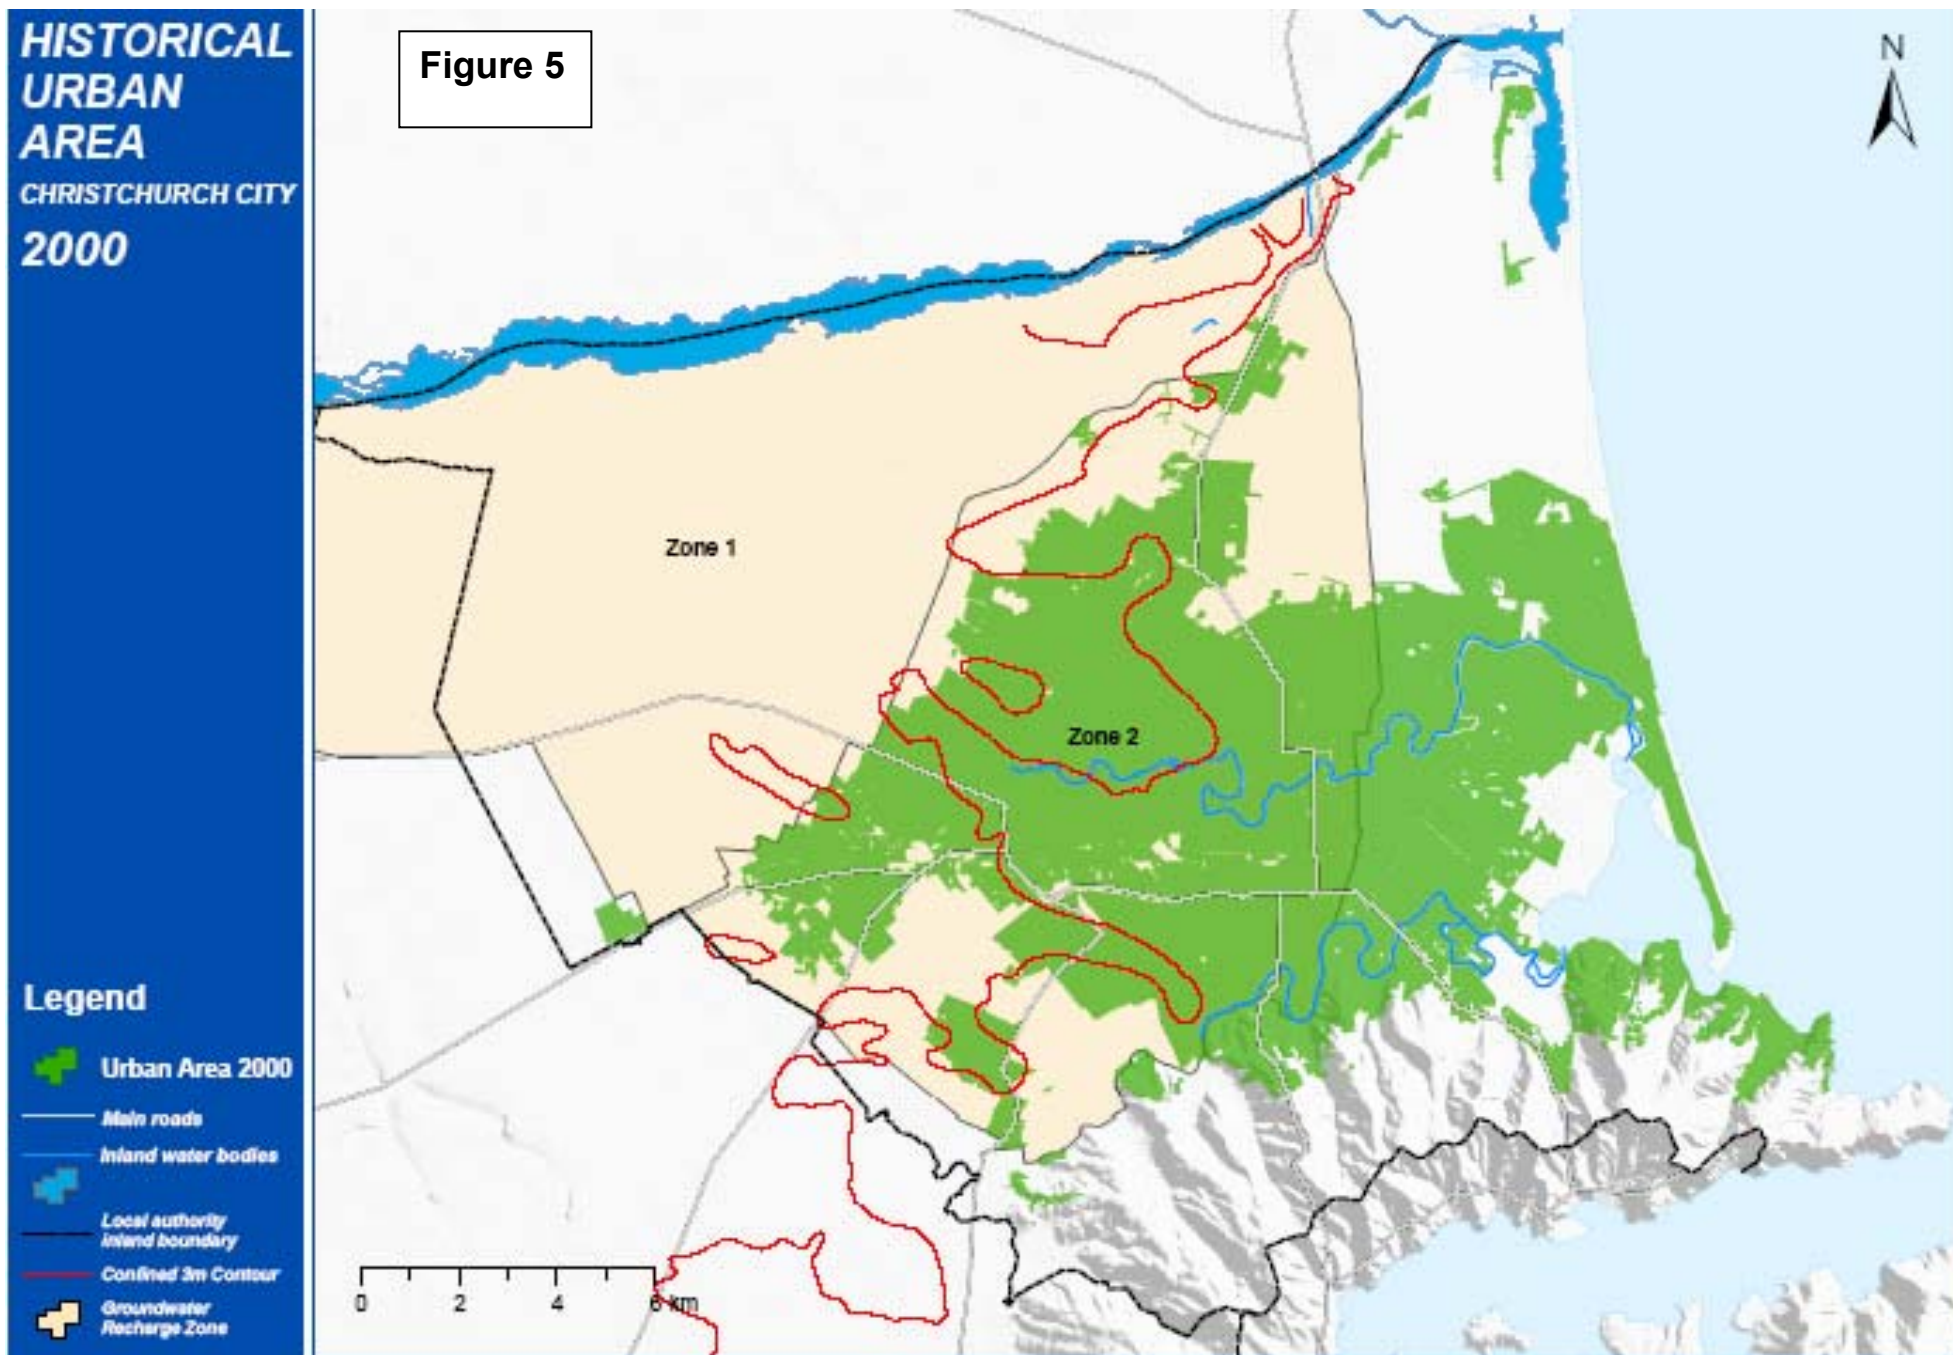 HISTORICAL
URBAN
AREA
CHRISTCHURCH CITY
2000
Figure 5
N
Zone 1
Zone 2
Legend
Urban Area 2000
Main roads
Inland water bodies
Local authority
inland boundary
Confined 3m Contour
Groundwater
Recharge Zone
0 2 4 6 km